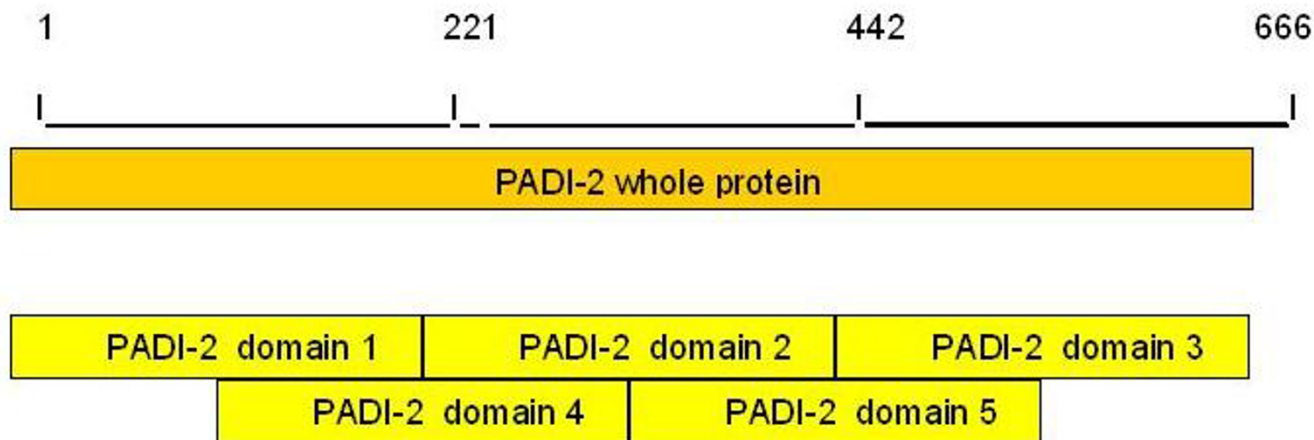 1 221 442 666
PADI-2 whole protein
PADI-2 domain 1 PADI-2 domain 2 PADI-2 domain 3
PADI-2 domain 4 PADI-2 domain 5